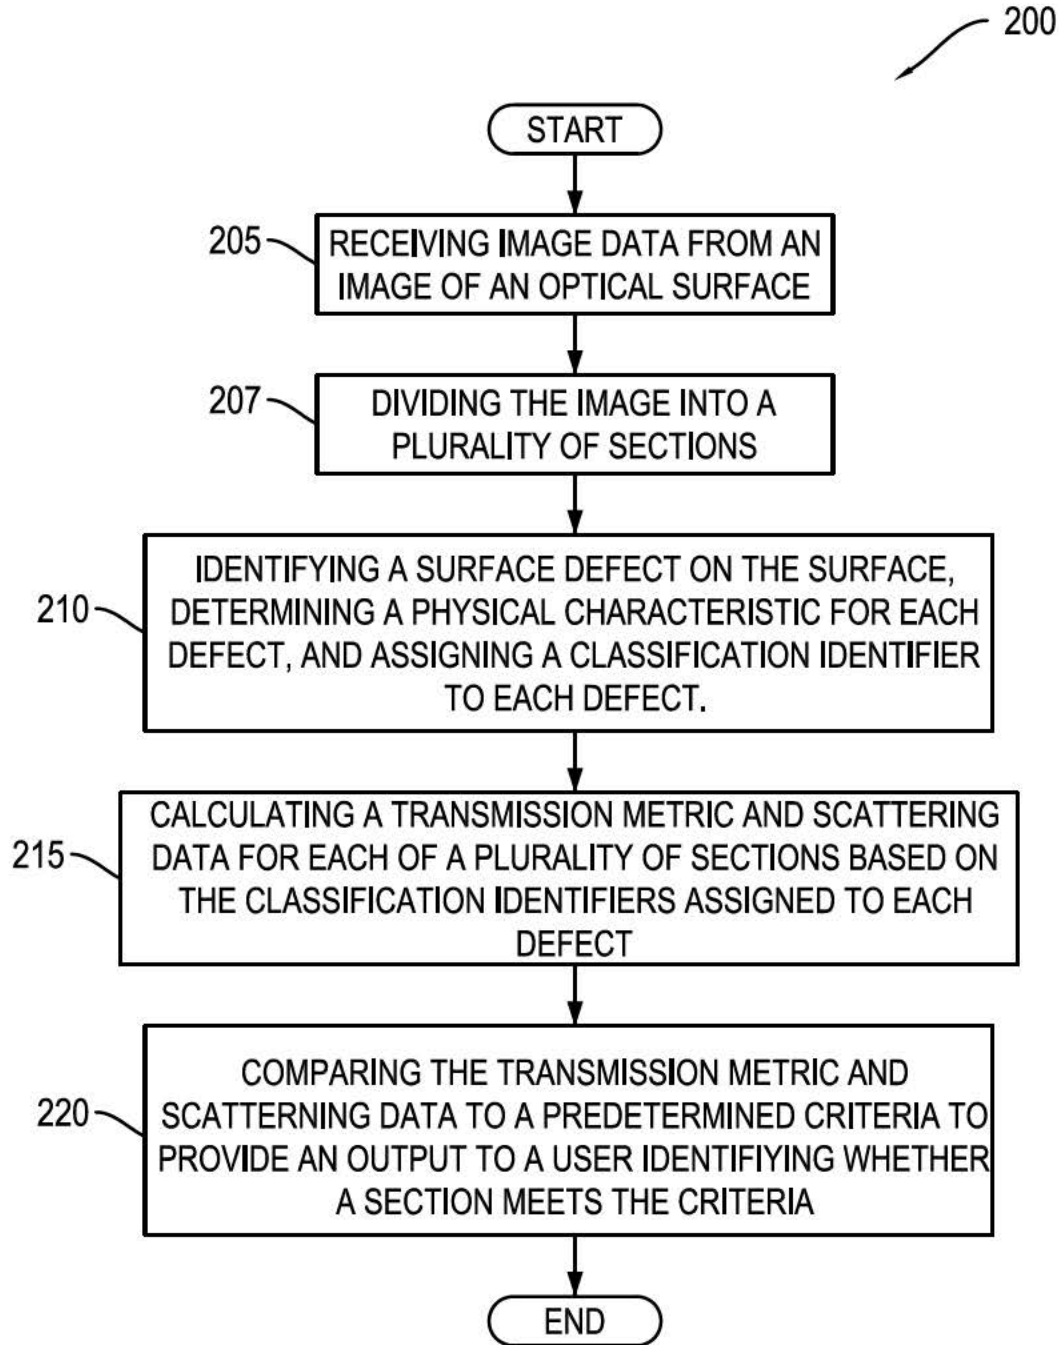 200
START
205
RECEIVING IMAGE DATA FROM AN
IMAGE OF AN OPTICAL SURFACE
207
DIVIDING THE IMAGE INTO A
PLURALITY OF SECTIONS
210
IDENTIFYING A SURFACE DEFECT ON THE SURFACE,
DETERMINING A PHYSICAL CHARACTERISTIC FOR EACH
DEFECT, AND ASSIGNING A CLASSIFICATION IDENTIFIER
TO EACH DEFECT.
215
CALCULATING A TRANSMISSION METRIC AND SCATTERING
DATA FOR EACH OF A PLURALITY OF SECTIONS BASED ON
THE CLASSIFICATION IDENTIFIERS ASSIGNED TO EACH
DEFECT
220
COMPARING THE TRANSMISSION METRIC AND
SCATTERNING DATA TO A PREDETERMINED CRITERIA TO
PROVIDE AN OUTPUT TO A USER IDENTIFIYING WHETHER
A SECTION MEETS THE CRITERIA
END